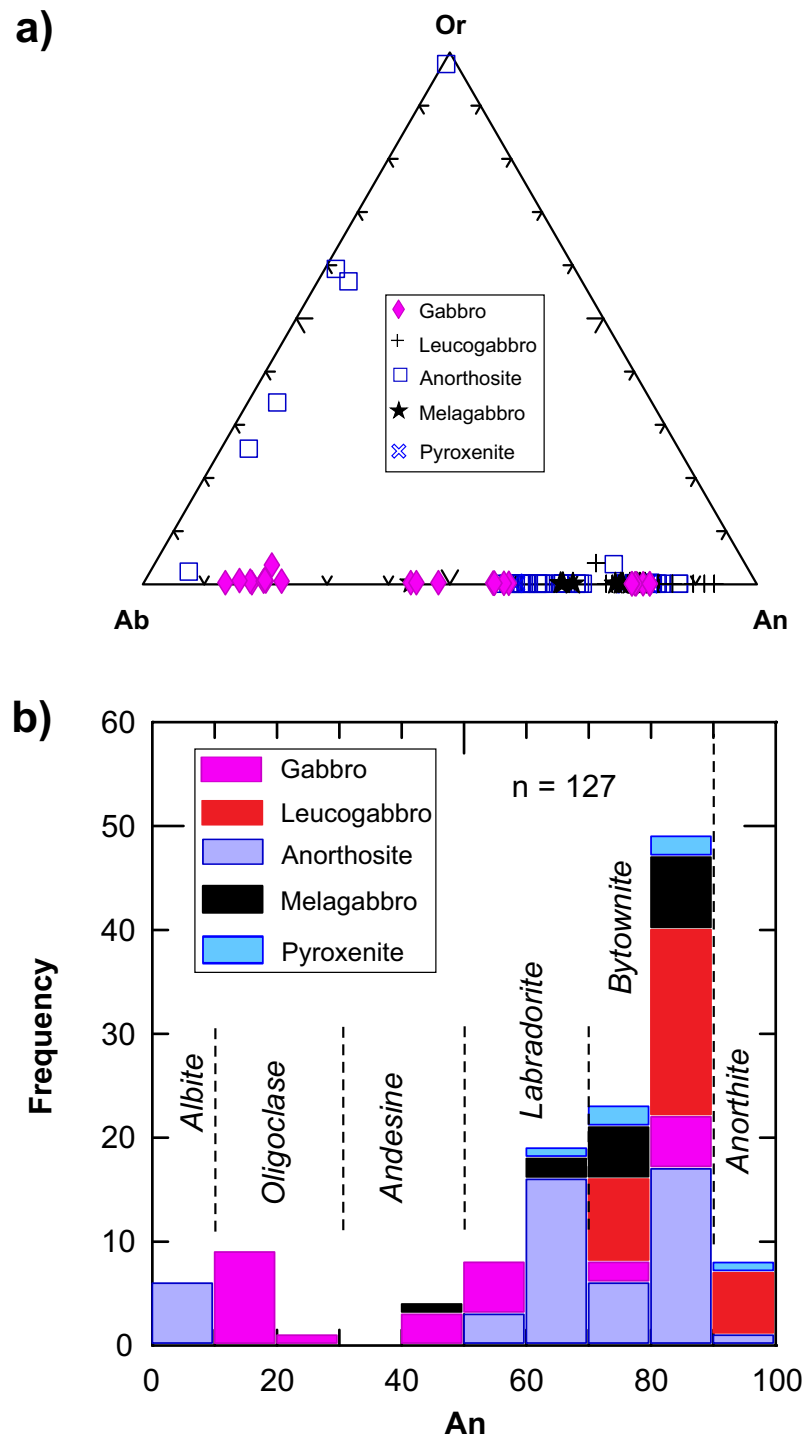 a)
Or
Gabbro
Leucogabbro
Anorthosite
Melagabbro
Pyroxenite
Ab
An
b)
60
50
40
30
20
10
0
Frequency
Gabbro
Leucogabbro
Anorthosite
Melagabbro
Pyroxenite
n = 127
Albite
Oligoclase
Andesine
Labradorite
Bytownite
Anorthite
0 20 40 60 80 100
An